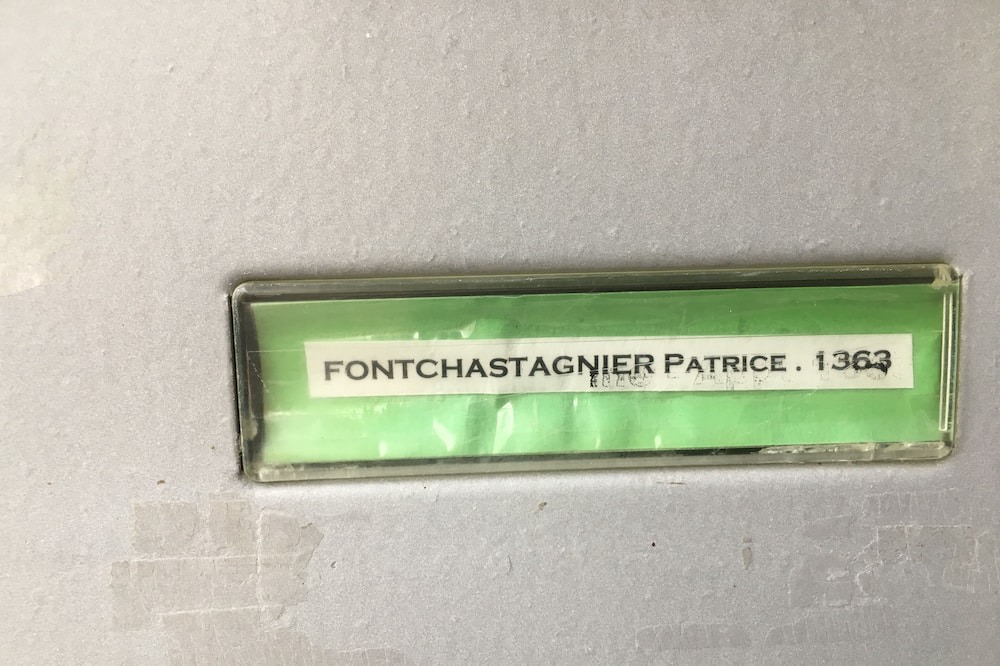 FONTCHASTAGNIER PATRICE . 1363